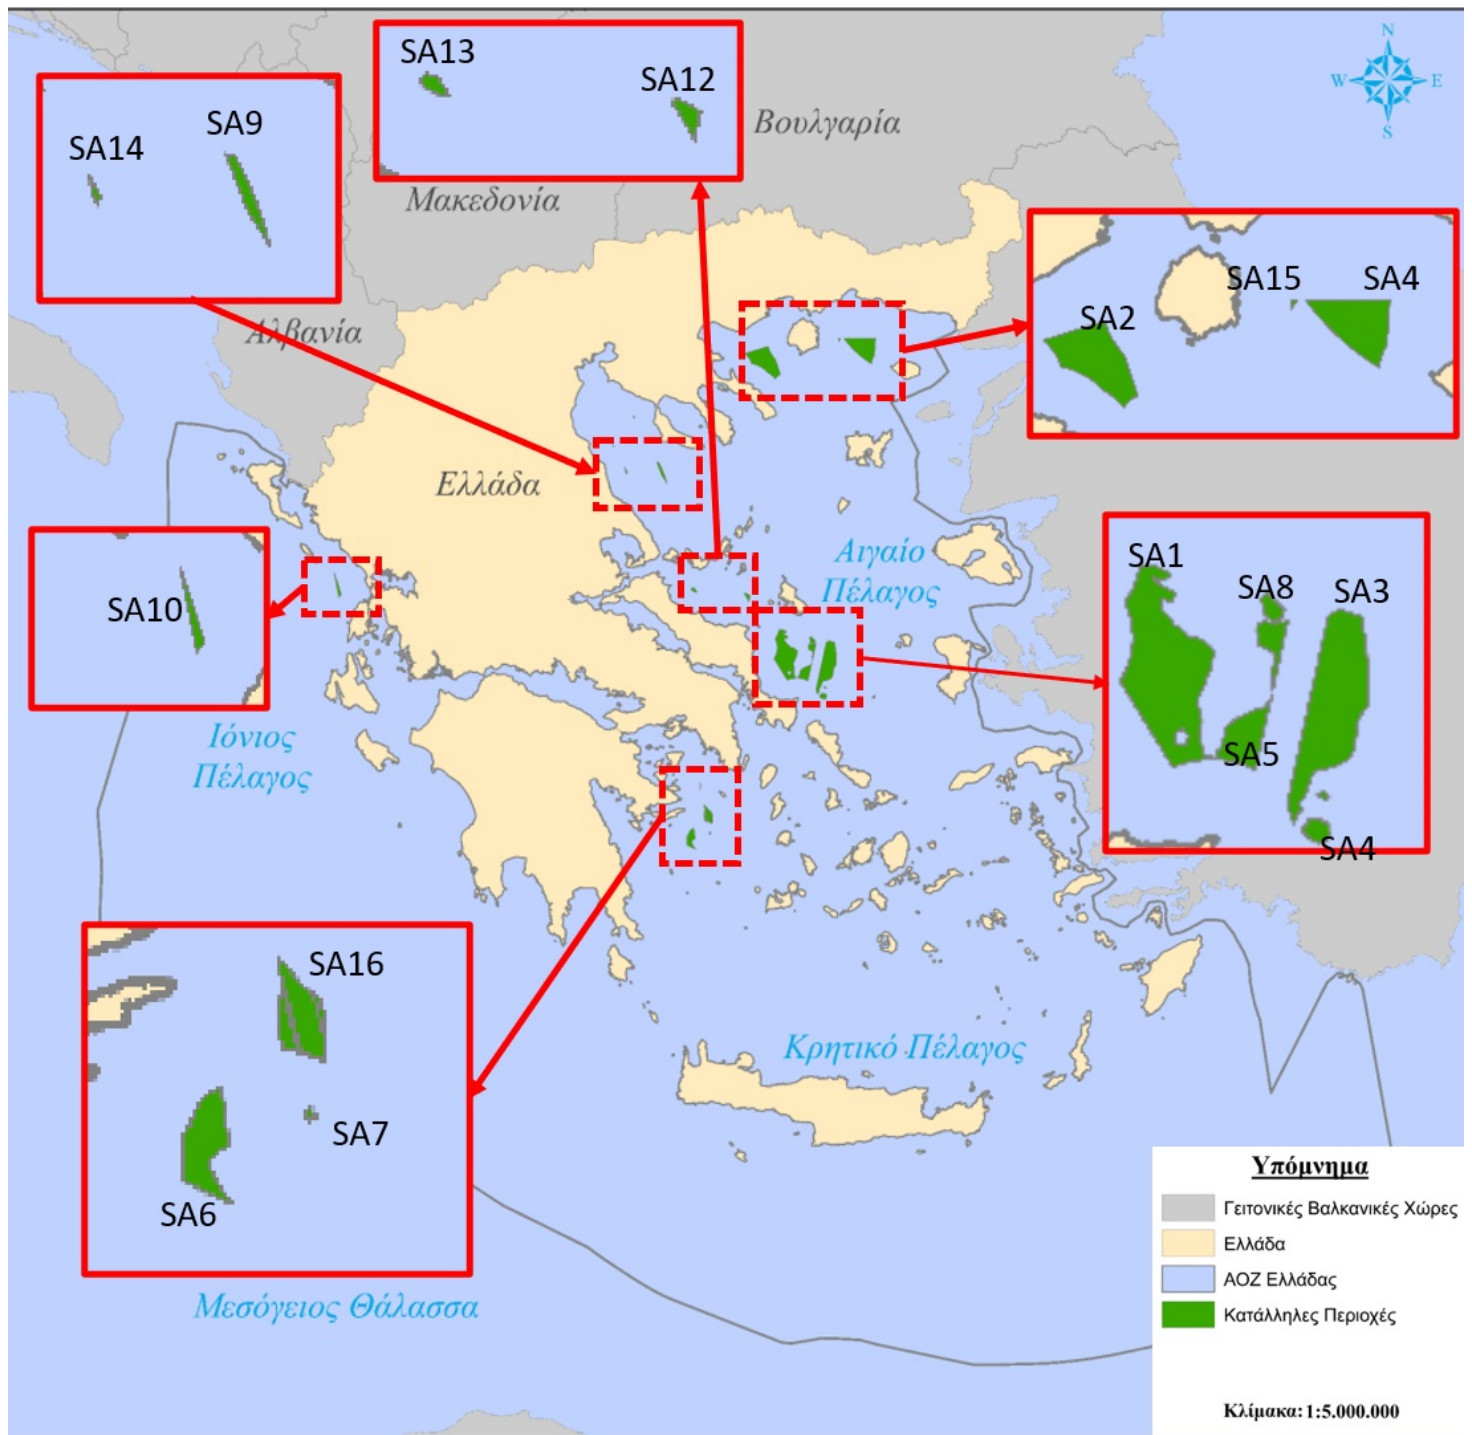 SA13
SA12
N
W
E
S
SA14
SA9
Βουλγαρία
Μακεδονία
Αλβανία
SA2
SA15
SA4
Ελλάδα
SA10
Αιγαίο
Πέλαγος
SA1
SA8
SA3
SA5
SA4
Ιόνιος
Πέλαγος
SA16
SA7
SA6
Κρητικό Πέλαγος
Μεσόγειος Θάλασσα
Υπόμνημα
Γειτονικές Βαλκανικές Χώρες
Ελλάδα
ΑΟΖ Ελλάδας
Κατάλληλες Περιοχές
Κλίμακα: 1:5.000.000